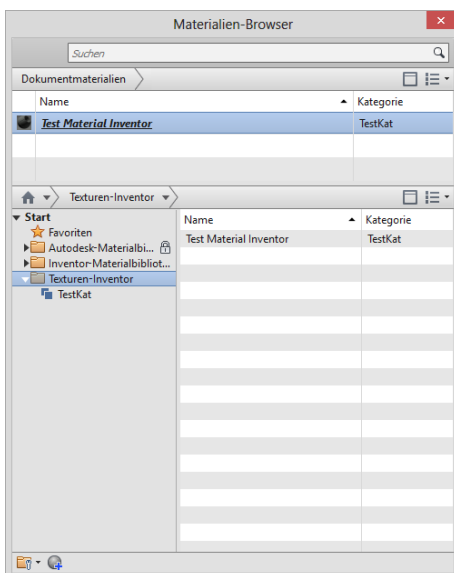 Materialien-Browser
Suchen
Dokumentmaterialien
Name Kategorie
Test Material Inventor TestKat
Texturen-Inventor
Start
Favoriten
Autodesk-Materialbi...
Inventor-Materialbibliot...
Texturen-Inventor
TestKat
Name Kategorie
Test Material Inventor TestKat